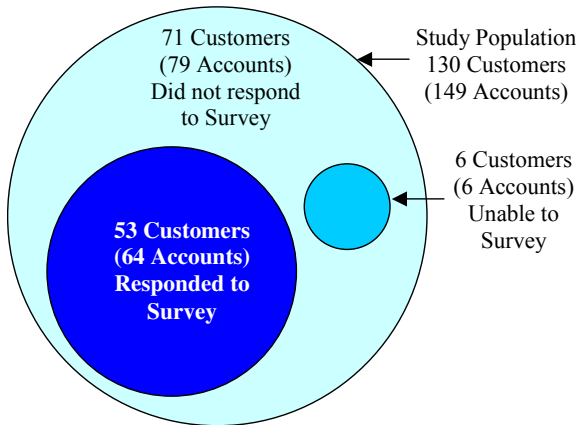 71 Customers
(79 Accounts)
Did not respond
to Survey
Study Population
130 Customers
(149 Accounts)
6 Customers
(6 Accounts)
Unable to
Survey
53 Customers
(64 Accounts)
Responded to
Survey